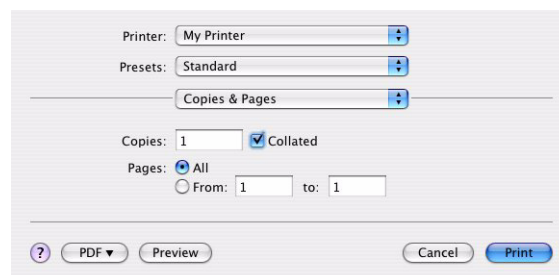 Printer: My Printer
Presets: Standard
Copies & Pages
Copies: 1 Collated
Pages: All
From: 1 to: 1
? PDF ▼ Preview Cancel Print